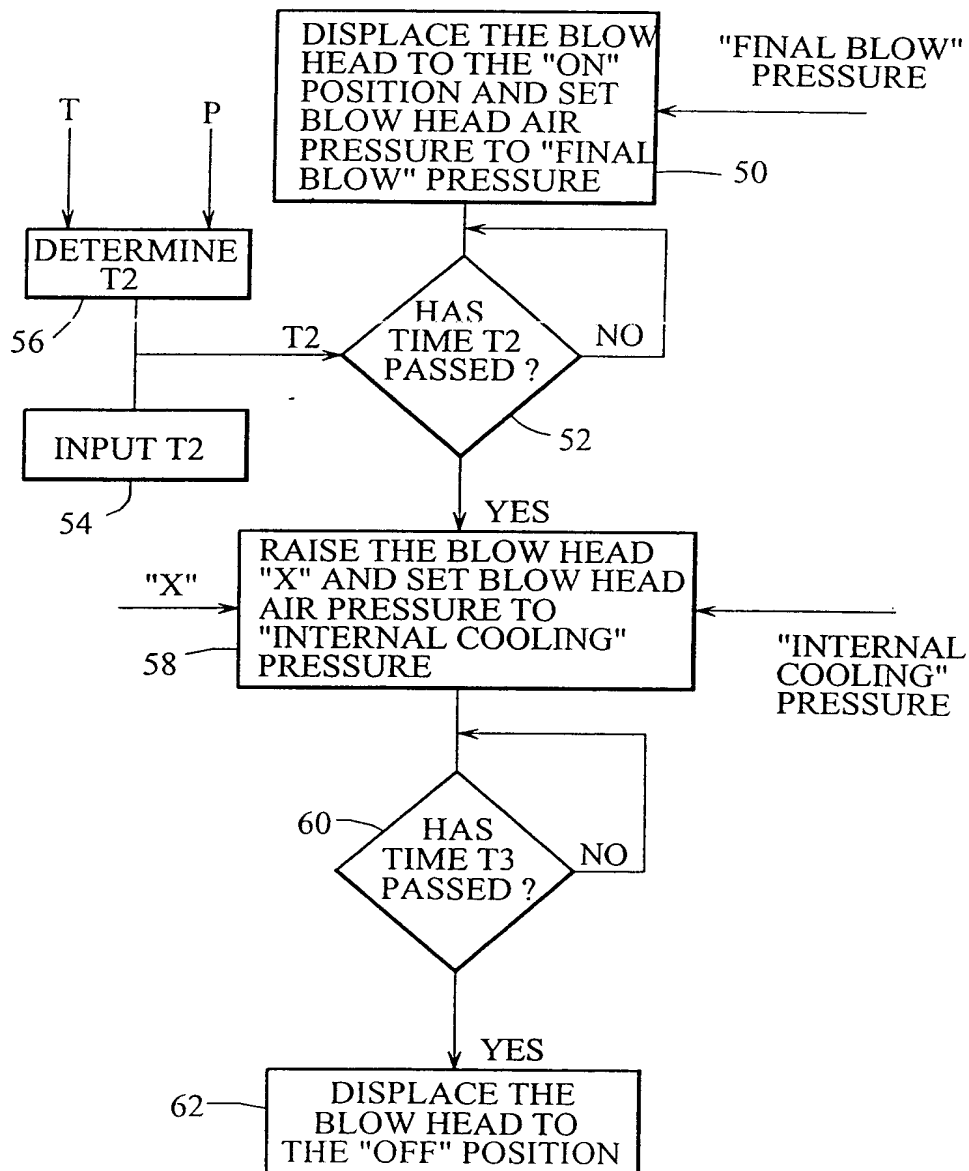 DISPLACE THE BLOW
HEAD TO THE "ON"
POSITION AND SET
BLOW HEAD AIR
PRESSURE TO "FINAL
BLOW" PRESSURE
"FINAL BLOW"
PRESSURE
50
T
P
DETERMINE
T2
56
T2
HAS
TIME T2
PASSED ?
NO
52
INPUT T2
54
YES
RAISE THE BLOW HEAD
"X" AND SET BLOW HEAD
AIR PRESSURE TO
"INTERNAL COOLING"
PRESSURE
"X"
58
"INTERNAL
COOLING"
PRESSURE
60
HAS
TIME T3
PASSED ?
NO
YES
62
DISPLACE THE
BLOW HEAD TO
THE "OFF" POSITION